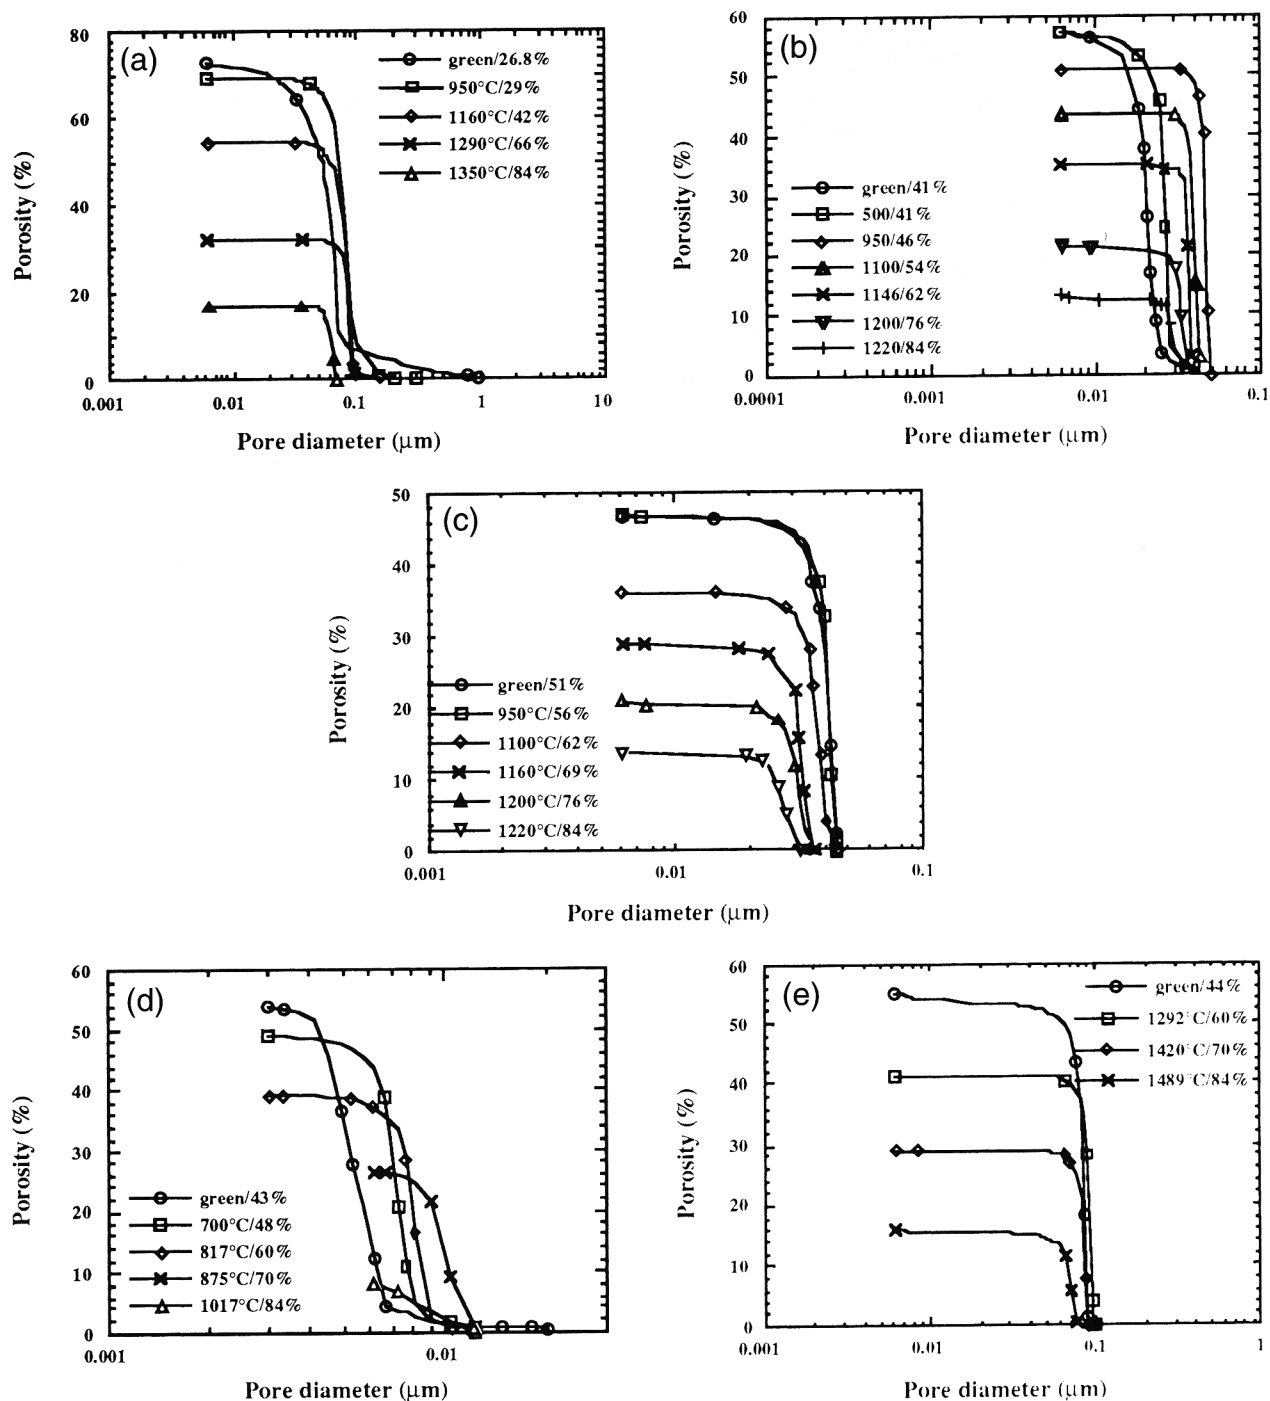 (a)
80
60
40
20
0
0.001
0.01
0.1
1
10
Porosity (%)
Pore diameter (μm)
green/26.8%
950°C/29%
1160°C/42%
1290°C/66%
1350°C/84%
(b)
60
50
40
30
20
10
0
0.0001
0.001
0.01
0.1
Porosity (%)
Pore diameter (μm)
green/41%
500/41%
950/46%
1100/54%
1146/62%
1200/76%
1220/84%
(c)
50
40
30
20
10
0
0.001
0.01
0.1
Porosity (%)
Pore diameter (μm)
green/51%
950°C/56%
1100°C/62%
1160°C/69%
1200°C/76%
1220°C/84%
(d)
60
50
40
30
20
10
0
0.001
0.01
Porosity (%)
Pore diameter (μm)
green/43%
700°C/48%
817°C/60%
875°C/70%
1017°C/84%
(e)
60
50
40
30
20
10
0
0.001
0.01
0.1
1
Porosity (%)
Pore diameter (μm)
green/44%
1292°C/60%
1420°C/70%
1489°C/84%